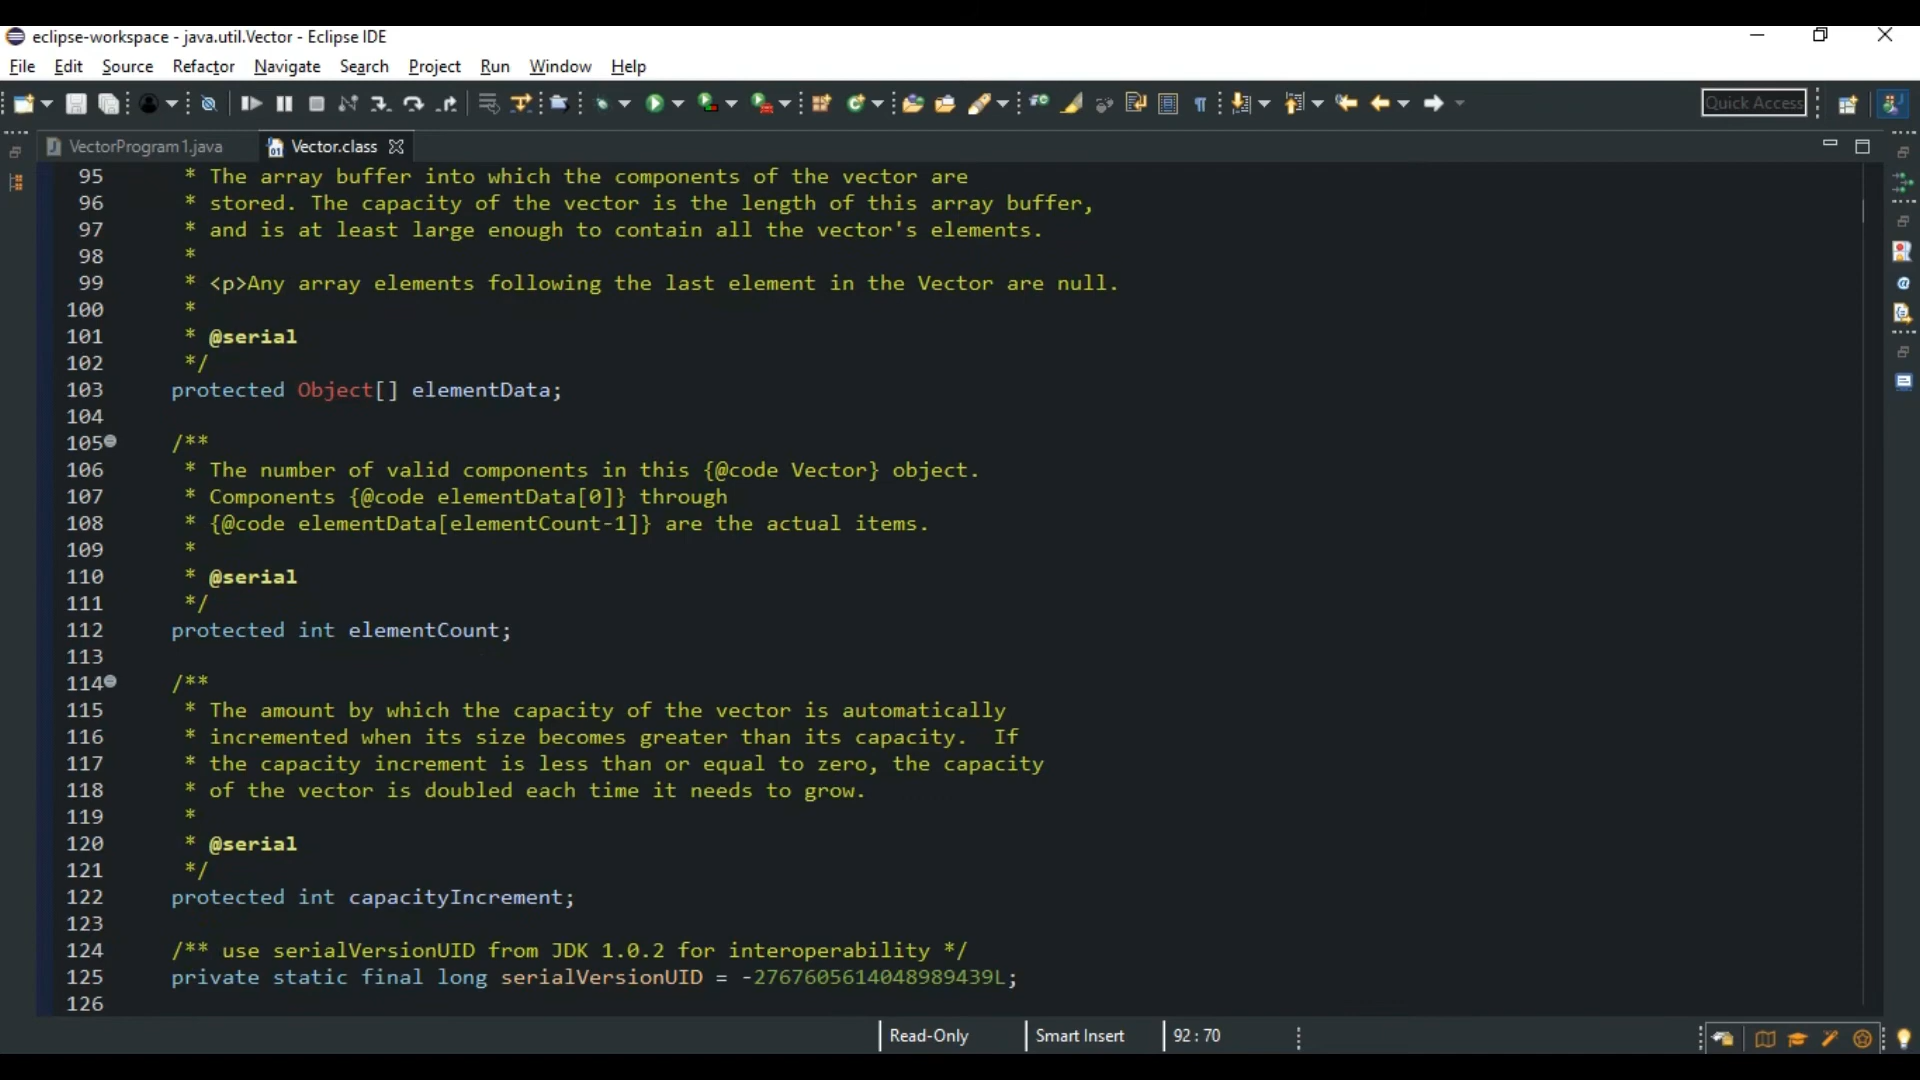 eclipse-workspace - java.util.Vector - Eclipse IDE
File Edit Source Refactor Navigate Search Project Run Window Help
Quick Access
VectorProgram1.java Vector.class
95 * The array buffer into which the components of the vector are
96 * stored. The capacity of the vector is the length of this array buffer,
97 * and is at least large enough to contain all the vector's elements.
98 *
99 * <p>Any array elements following the last element in the Vector are null.
100 *
101 * @serial
102 */
103 protected Object[] elementData;
104
105 /**
106 * The number of valid components in this {@code Vector} object.
107 * Components {@code elementData[0]} through
108 * {@code elementData[elementCount-1]} are the actual items.
109 *
110 * @serial
111 */
112 protected int elementCount;
113
114 /**
115 * The amount by which the capacity of the vector is automatically
116 * incremented when its size becomes greater than its capacity.  If
117 * the capacity increment is less than or equal to zero, the capacity
118 * of the vector is doubled each time it needs to grow.
119 *
120 * @serial
121 */
122 protected int capacityIncrement;
123
124 /** use serialVersionUID from JDK 1.0.2 for interoperability */
125 private static final long serialVersionUID = -2767605614048989439L;
126
Read-Only Smart Insert 92 : 70